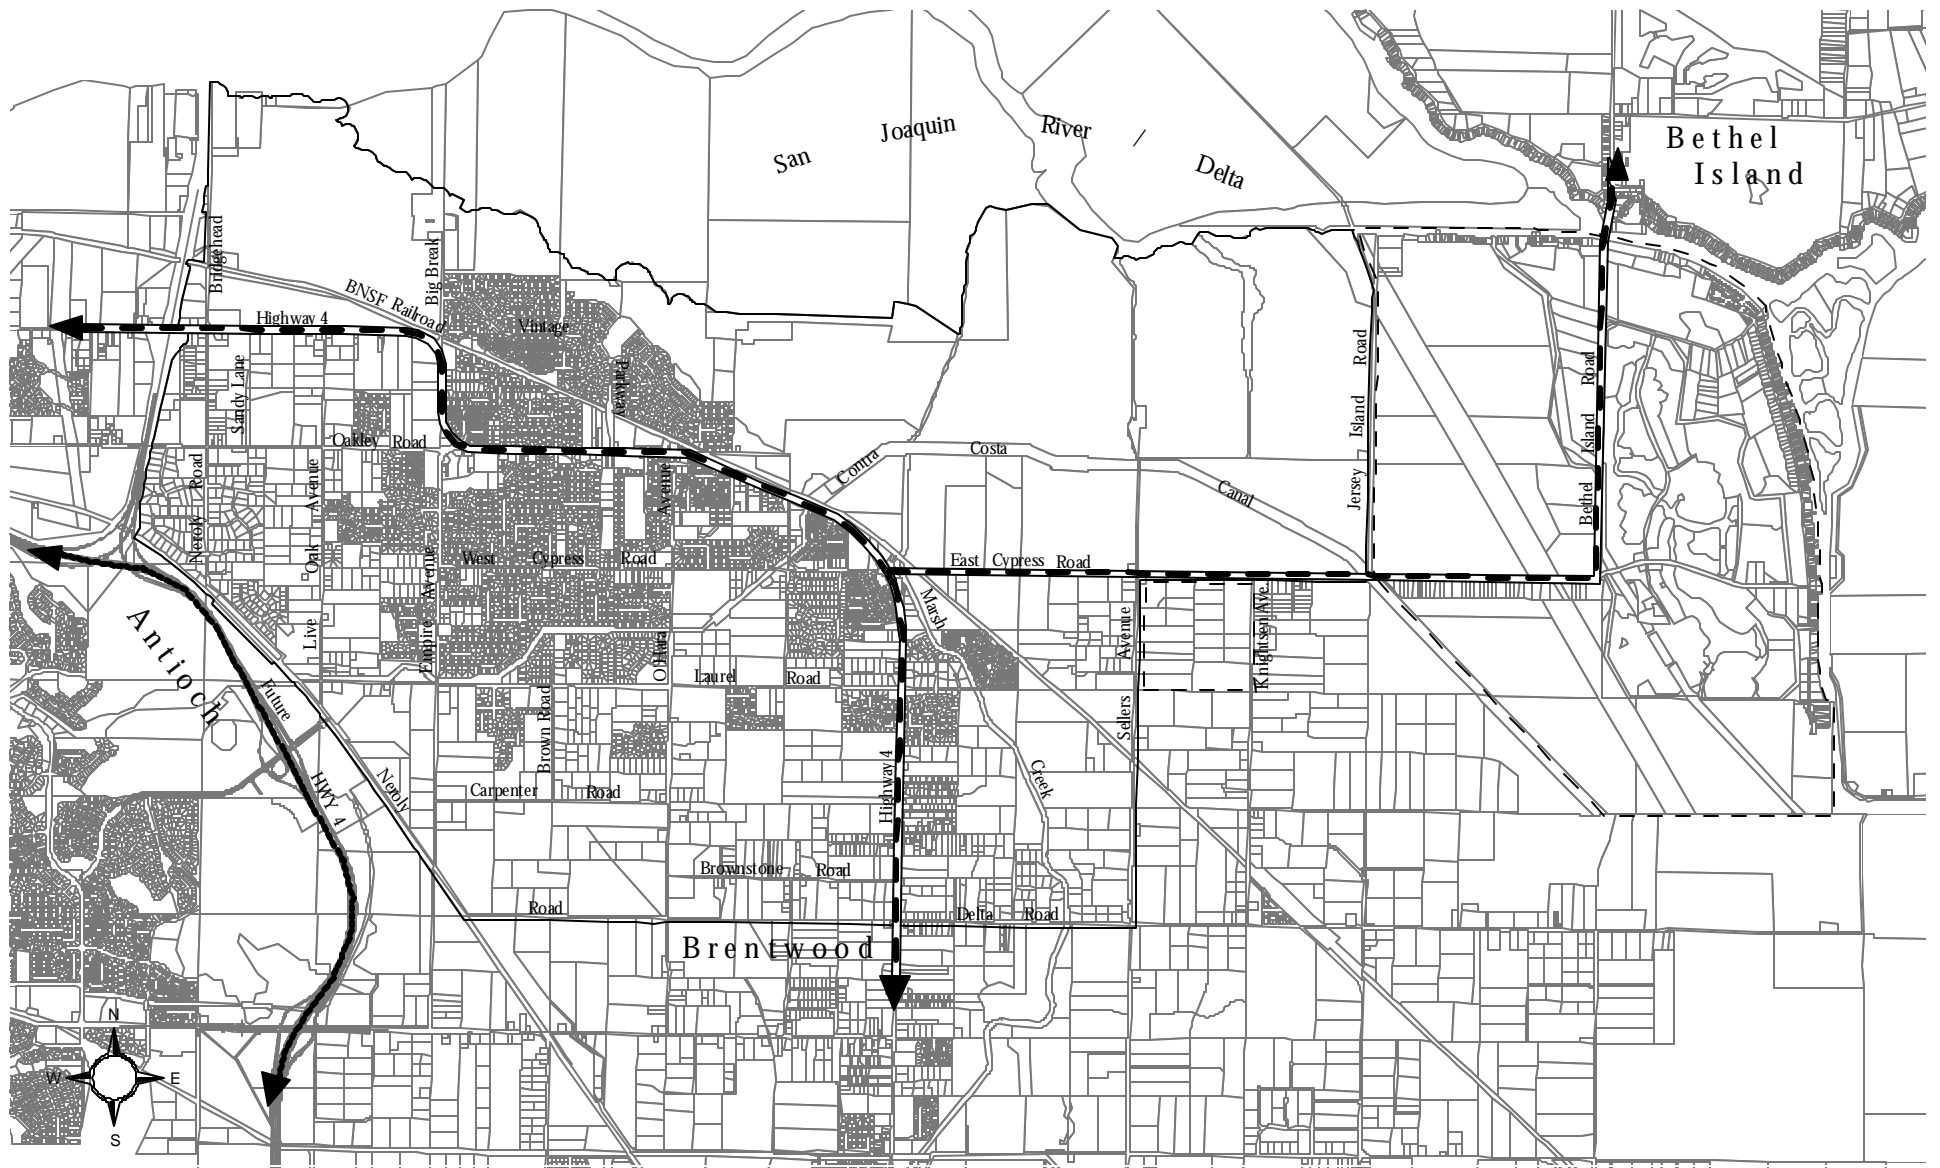 San Joaquin River / Delta
Bethel
Island
Bridgehead
Big Break
BNSF Railroad
Highway 4
Vintage
Parkway
Sandy Lane
Oakley Road
Neroly Road
Live Oak Avenue
Empire Avenue
West Cypress Road
O'Hara Avenue
Contra Costa Canal
East Cypress Road
Jersey Island Road
Bethel Island Road
Marsh Creek
Sellers Avenue
Knightsen Ave.
Antioch
Future HWY 4
Neroly
Road
Laurel Road
Brown Road
Carpenter Road
Highway 4
Brownstone Road
Delta Road
Brentwood
N
W
E
S